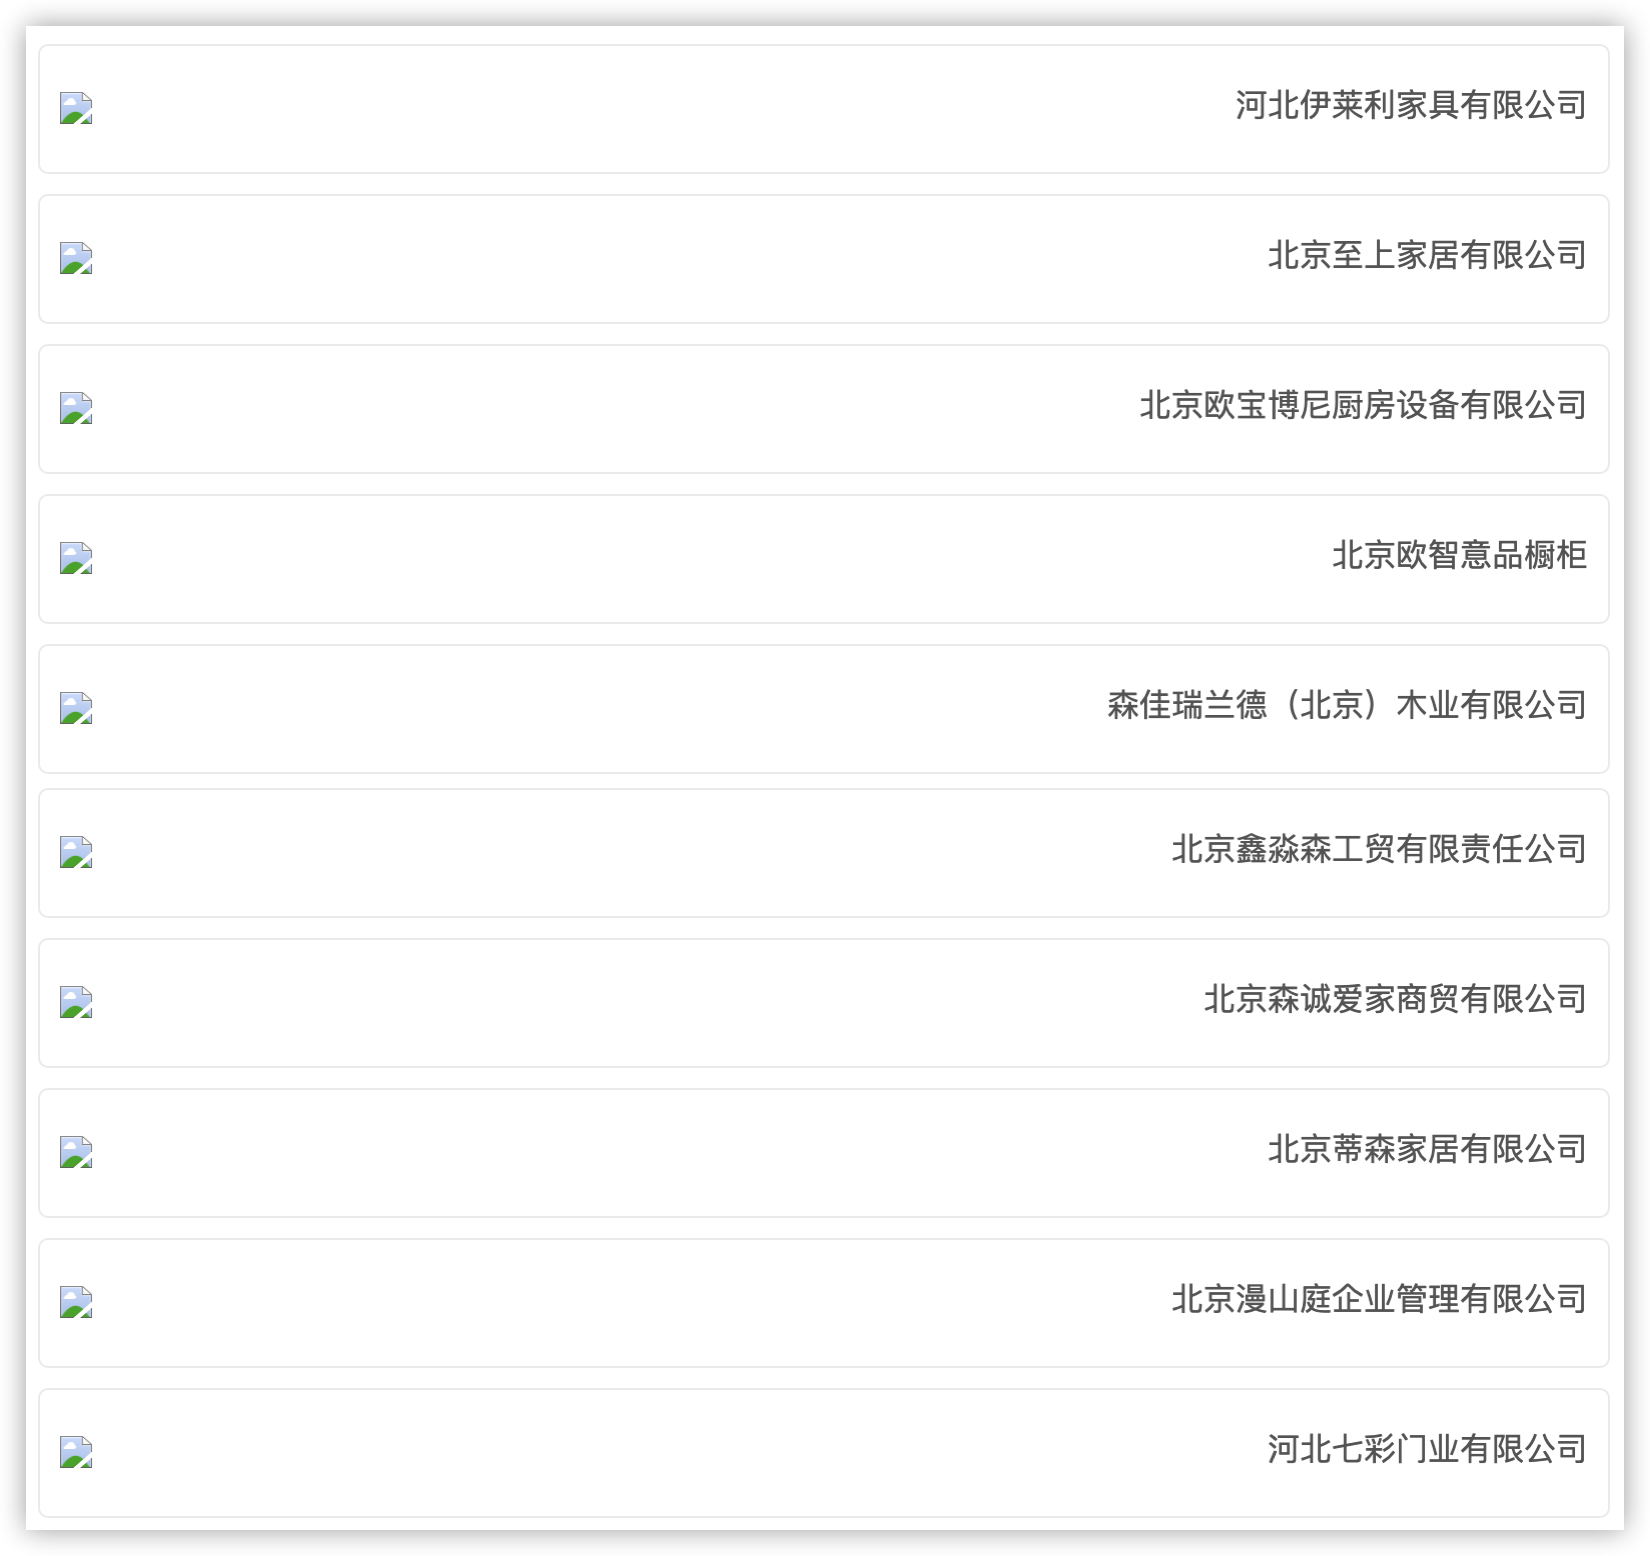 河北伊莱利家具有限公司
北京至上家居有限公司
北京欧宝博尼厨房设备有限公司
北京欧智意品橱柜
森佳瑞兰德（北京）木业有限公司
北京鑫淼森工贸有限责任公司
北京森诚爱家商贸有限公司
北京蒂森家居有限公司
北京漫山庭企业管理有限公司
河北七彩门业有限公司